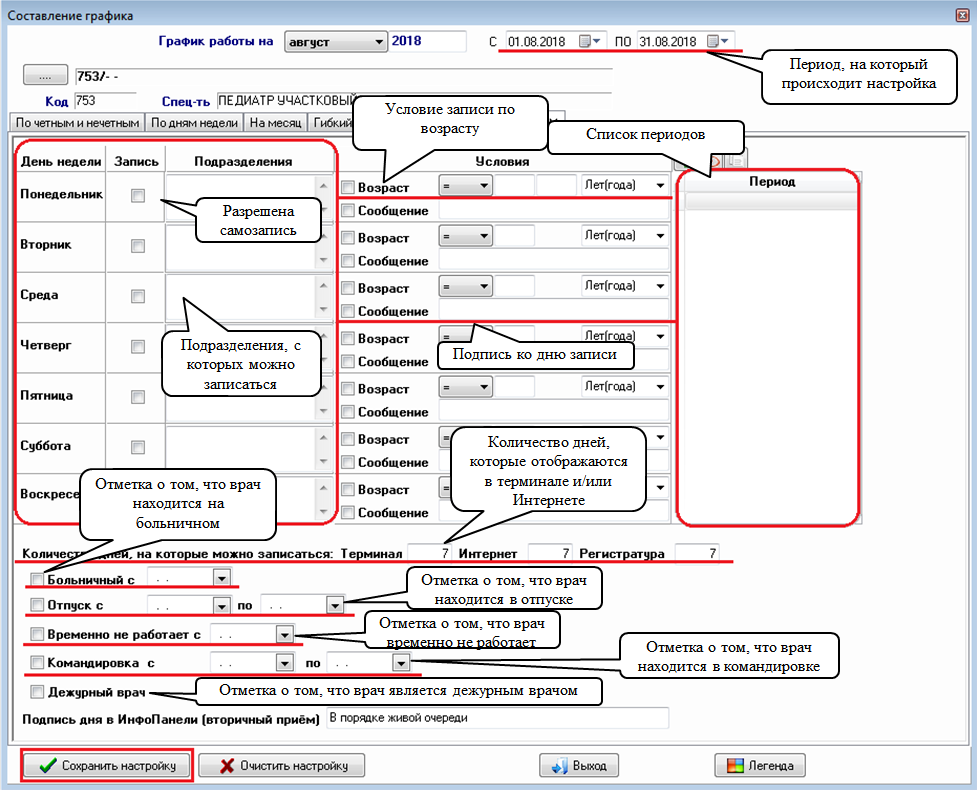 Составление графика
График работы на август 2018 С 01.08.2018 ПО 31.08.2018
Период, на который
происходит настройка
.... 753/- -
Код 753 Спец-ть ПЕДИАТР УЧАСТКОВЫЙ
Условие записи по
возрасту
По четным и нечетным По дням недели На месяц Гибкий
Список периодов
День недели Запись Подразделения Условия Период
Понедельник Возраст = Лет(года)
Сообщение
Разрешена
самозапись
Вторник Возраст = Лет(года)
Сообщение
Среда Возраст = Лет(года)
Сообщение
Четверг Возраст = Лет(года)
Сообщение
Подразделения, с
которых можно
записаться
Подпись ко дню записи
Пятница Возраст = Лет(года)
Сообщение
Суббота Возраст =
Сообщение
Количество дней,
которые отображаются
в терминале и/или
Интернете
Воскресе Возраст =
Сообщение
Отметка о том, что врач
находится на
больничном
дней, на которые можно записаться: Терминал 7 Интернет 7 Регистратура 7
Больничный с . .
Отпуск с . . по . .
Отметка о том, что врач
находится в отпуске
Временно не работает с . .
Отметка о том, что врач
временно не работает
Командировка с . . по . .
Отметка о том, что врач
находится в командировке
Дежурный врач
Отметка о том, что врач является дежурным врачом
Подпись дня в ИнфоПанели (вторичный приём) В порядке живой очереди
Сохранить настройку Очистить настройку Выход Легенда